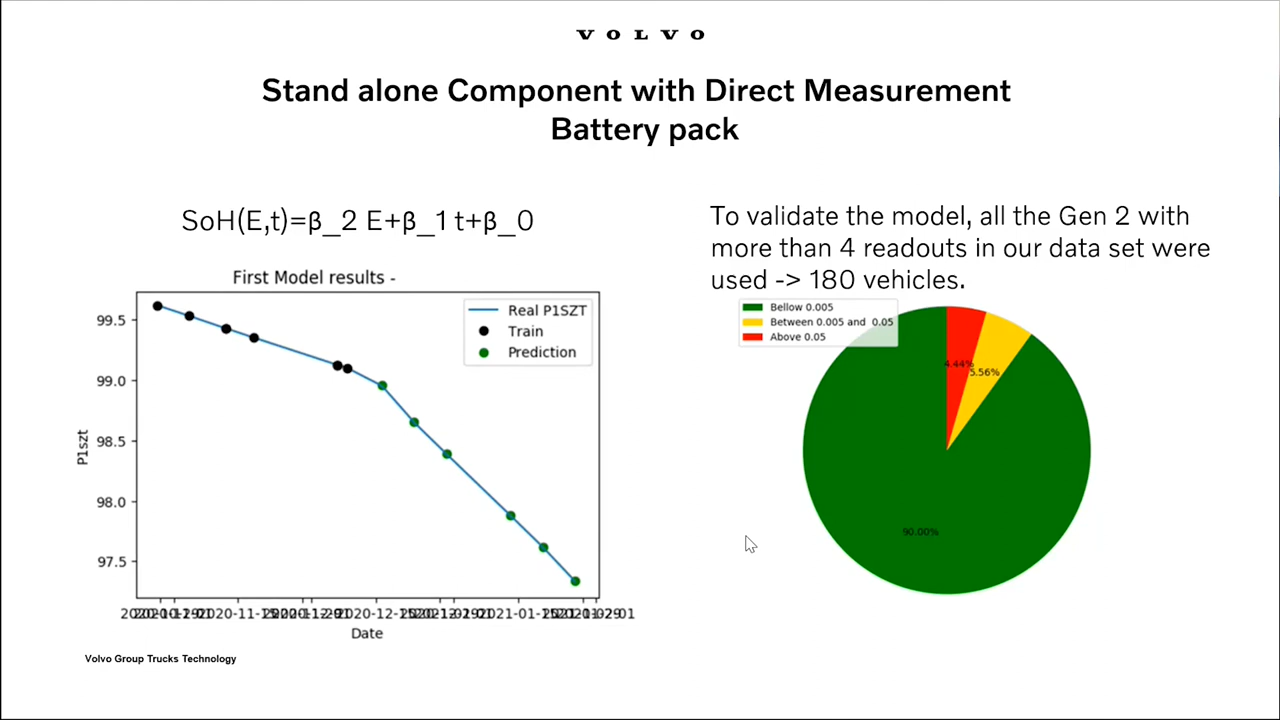 VOLVO
Stand alone Component with Direct Measurement
Battery pack
SoH(E,t)=β_2 E+β_1 t+β_0
To validate the model, all the Gen 2 with
more than 4 readouts in our data set were
used -> 180 vehicles.
First Model results -
Real P1SZT
Train
Prediction
99.5
99.0
98.5
98.0
97.5
P1szt
Date
Bellow 0.005
Between 0.005 and 0.05
Above 0.05
4.44%
5.56%
90.00%
Volvo Group Trucks Technology